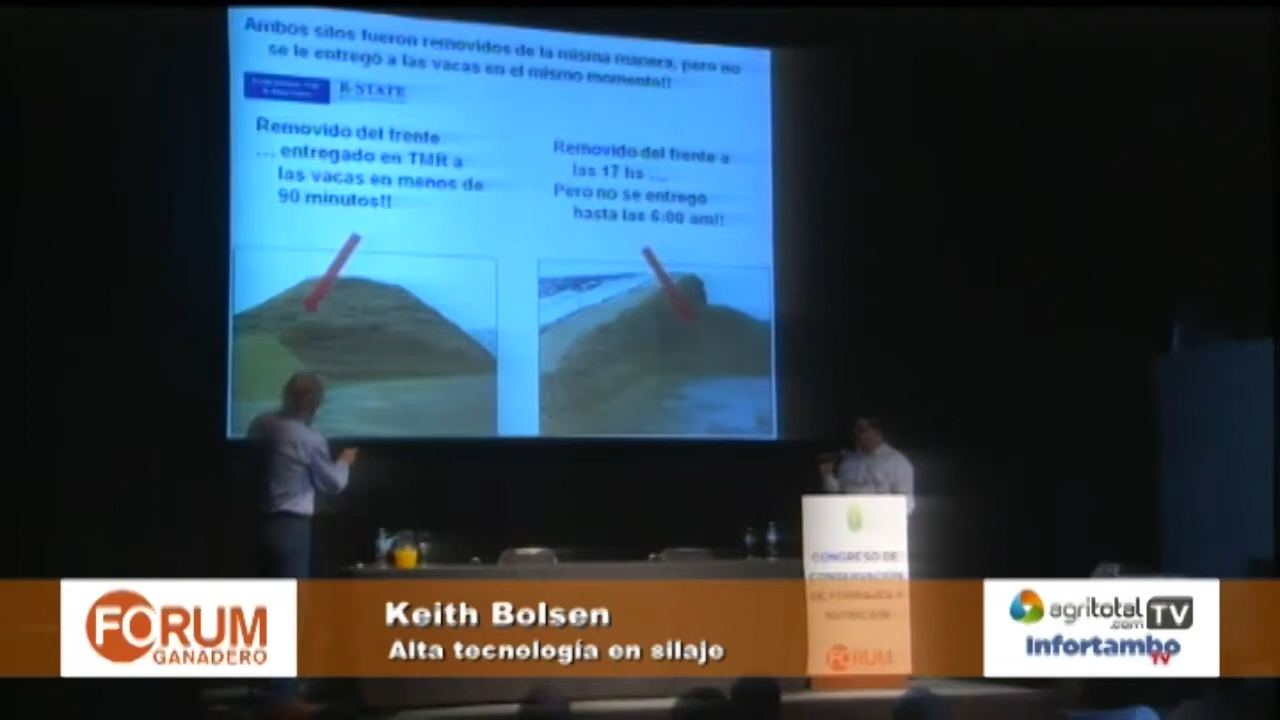 Ambos silos fueron removidos de la misma manera, pero no
se le entregó a las vacas en el mismo momento!!
K-STATE
Removido del frente
... entregado en TMR a
las vacas en menos de
90 minutos!!
Removido del frente a
las 17 hs ...
Pero no se entrego
hasta las 6:00 am!!
CONGRESO DE
CONSERVACION
DE FORRAJES Y
NUTRICION
FORUM
FORUM
GANADERO
Keith Bolsen
Alta tecnología en silaje
agritotal
.com
TV
Infortambo
TV